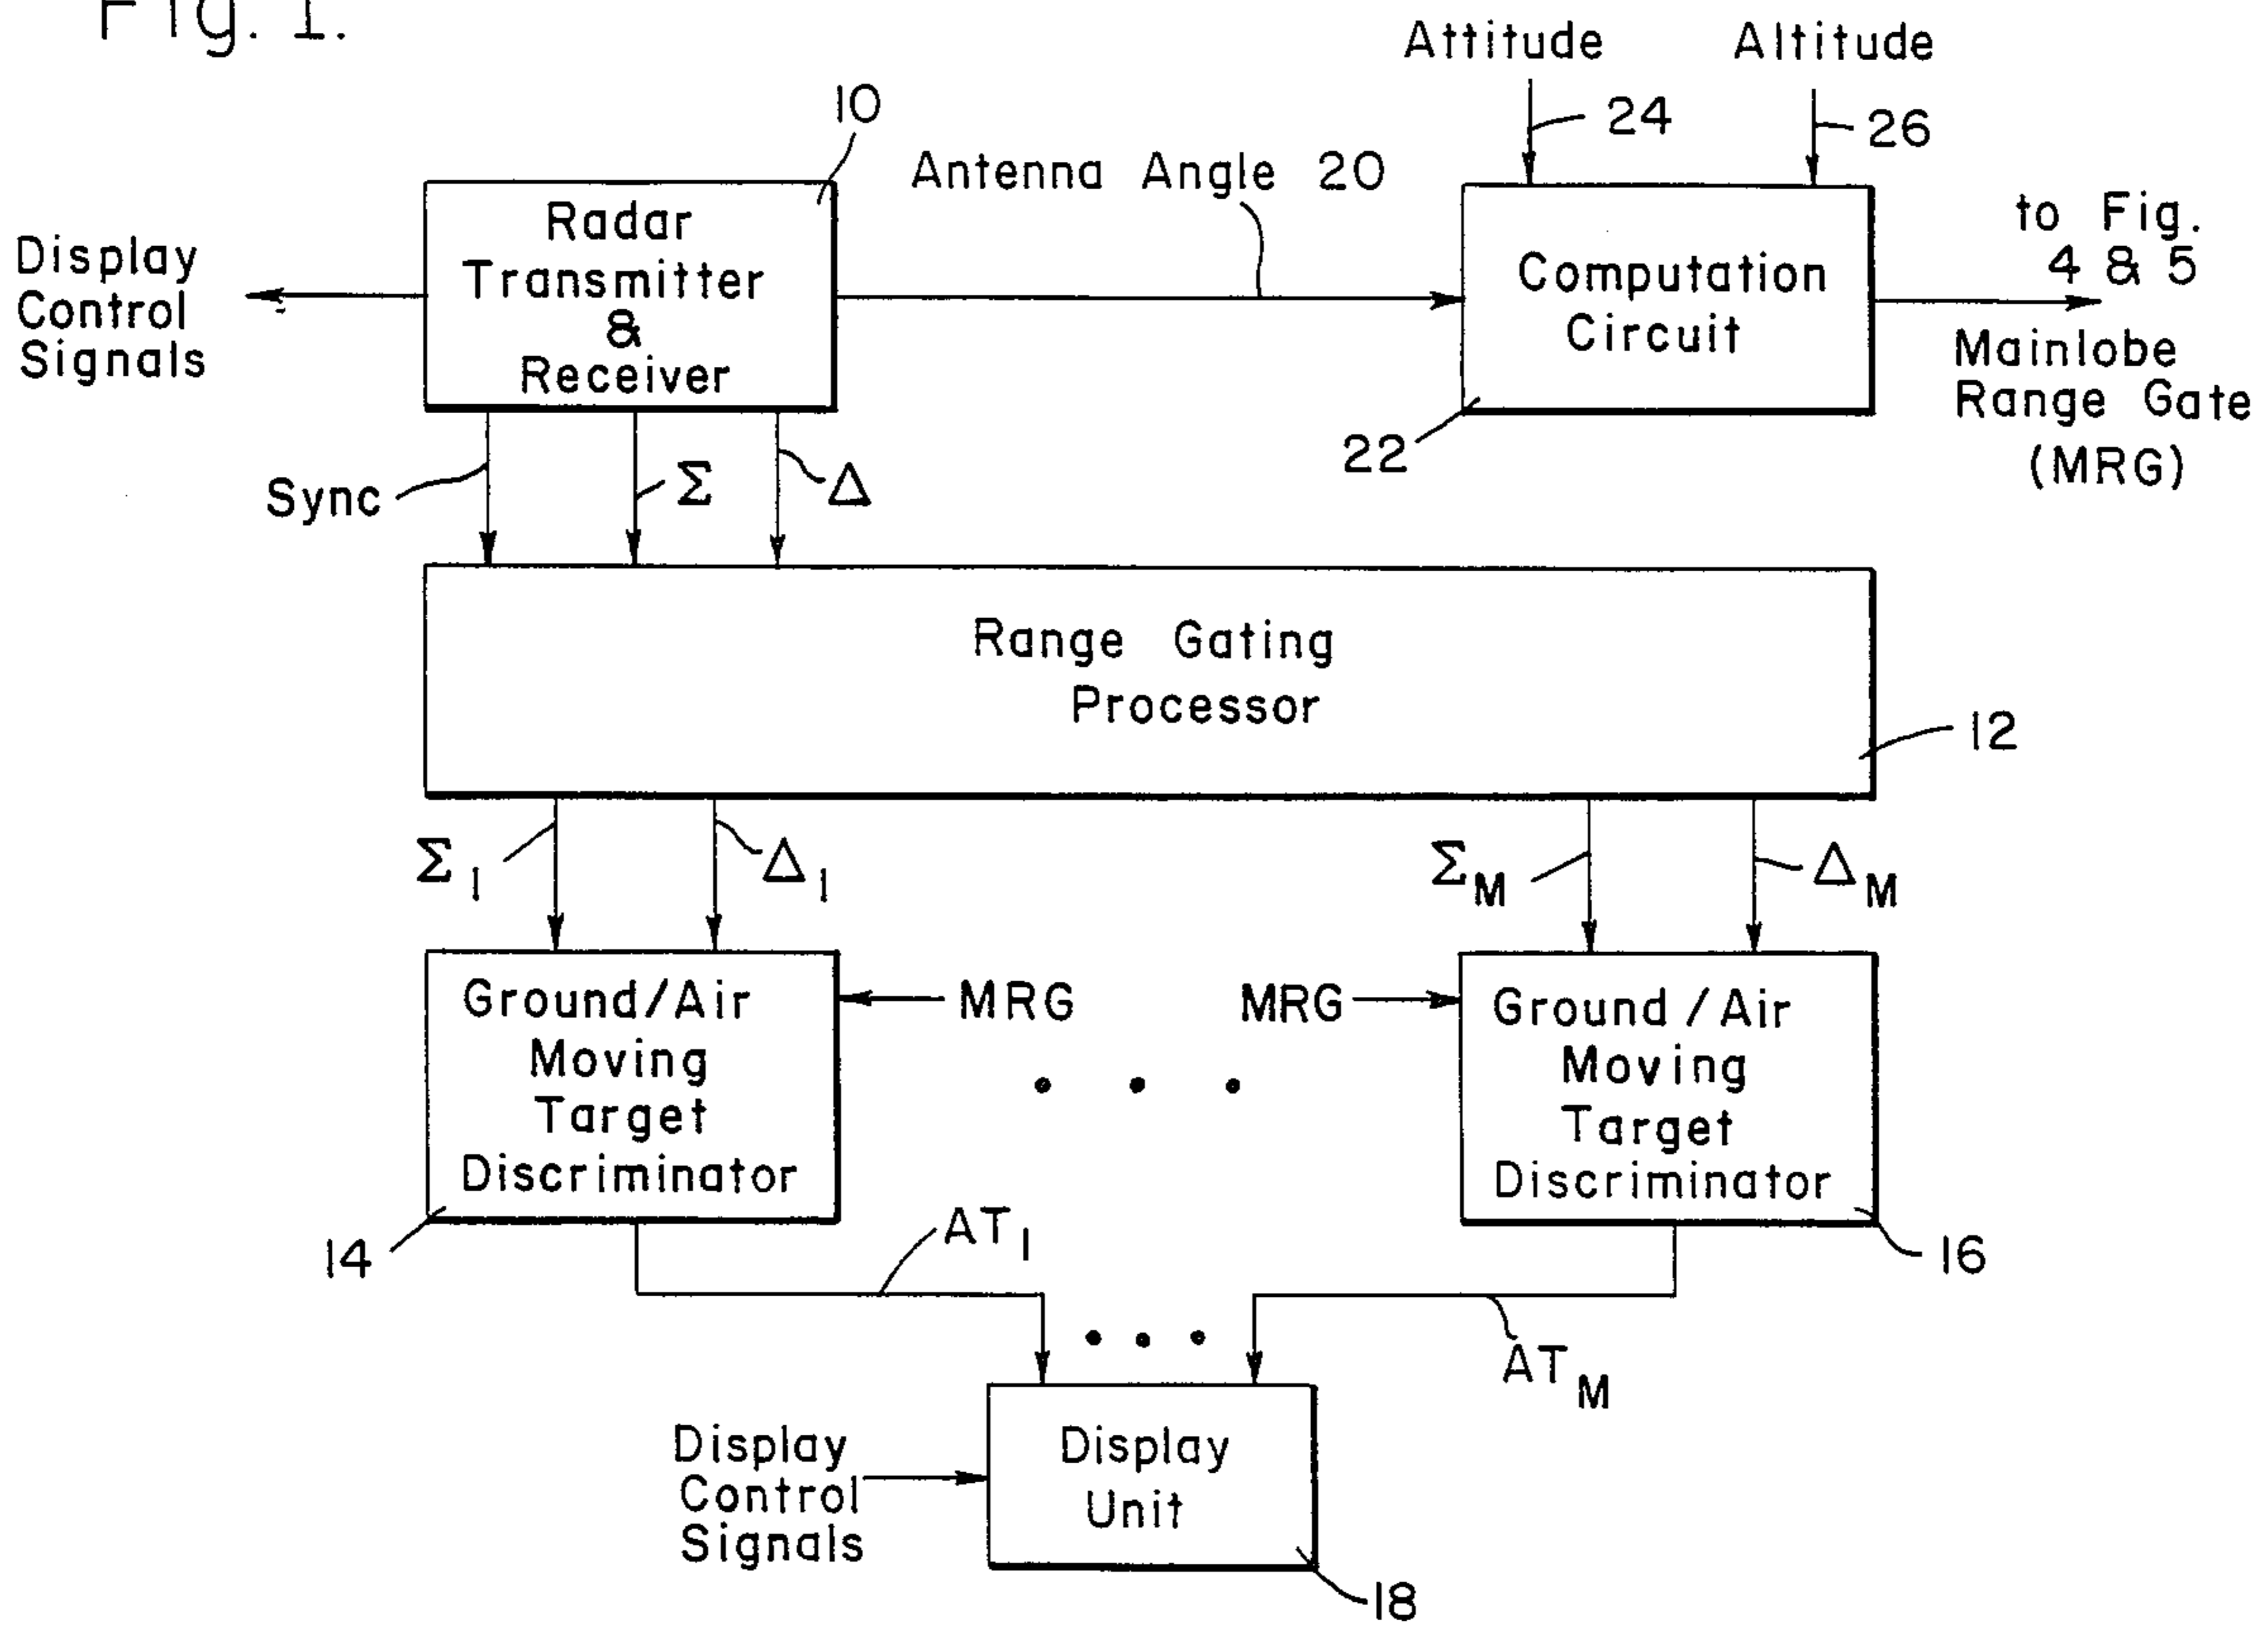 Fig. 1.
Attitude
Altitude
10
24
26
Antenna Angle 20
Radar
Transmitter
&
Receiver
Display
Control
Signals
Computation
Circuit
to Fig.
4 & 5
Mainlobe
Range Gate
(MRG)
22
Sync
Σ
Δ
Range Gating
Processor
12
Σ1
Δ1
ΣM
ΔM
Ground/Air
Moving
Target
Discriminator
MRG
MRG
Ground/Air
Moving
Target
Discriminator
14
AT1
16
ATM
Display
Control
Signals
Display
Unit
18